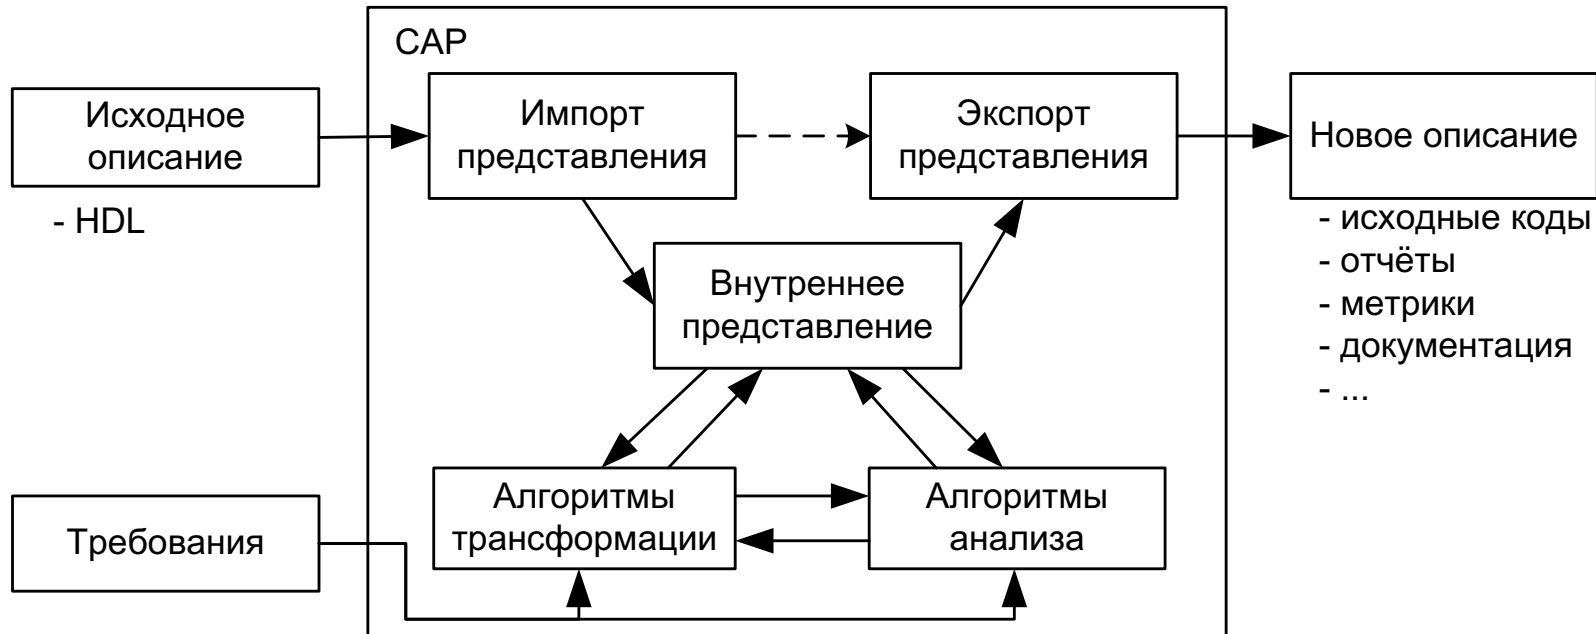 САР
Исходное
описание
- HDL
Импорт
представления
Экспорт
представления
Новое описание
- исходные коды
- отчёты
- метрики
- документация
- ...
Внутреннее
представление
Требования
Алгоритмы
трансформации
Алгоритмы
анализа